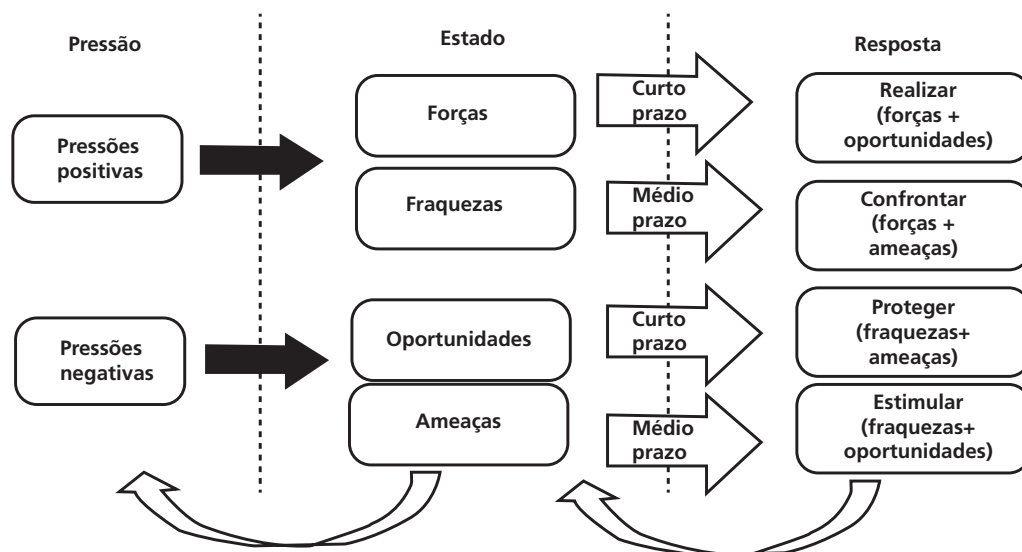 Pressão
Estado
Resposta
Pressões
positivas
Forças
Fraquezas
Curto
prazo
Médio
prazo
Realizar
(forças +
oportunidades)
Confrontar
(forças +
ameaças)
Pressões
negativas
Oportunidades
Ameaças
Curto
prazo
Médio
prazo
Proteger
(fraquezas+
ameaças)
Estimular
(fraquezas+
oportunidades)